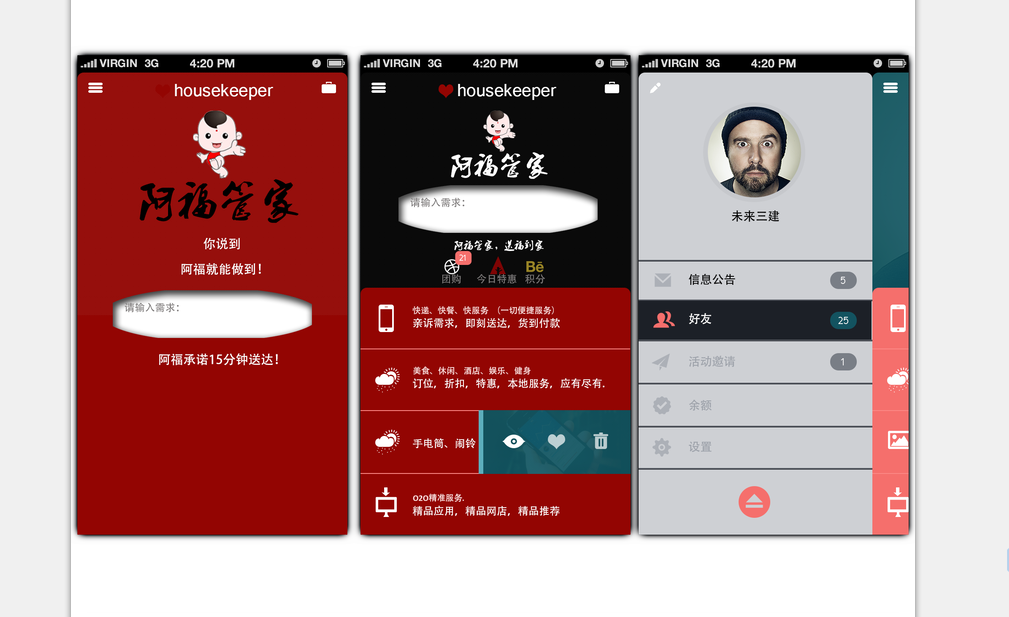 VIRGIN 3G 4:20 PM
housekeeper
阿福管家
你说到
阿福就能做到！
请输入需求：
阿福承诺15分钟送达！
VIRGIN 3G 4:20 PM
housekeeper
阿福管家
请输入需求：
阿福管家，送福到家
21
Bē
团购 今日特惠 积分
快递、快餐、快服务 （一切便捷服务）
亲诉需求，即刻送达，货到付款
美食、休闲、酒店、娱乐、健身
订位，折扣，特惠，本地服务，应有尽有.
手电筒、闹铃
O2O精准服务.
精品应用，精品网店，精品推荐
VIRGIN 3G 4:20 PM
未来三建
信息公告 5
好友 25
活动邀请 1
余额
设置